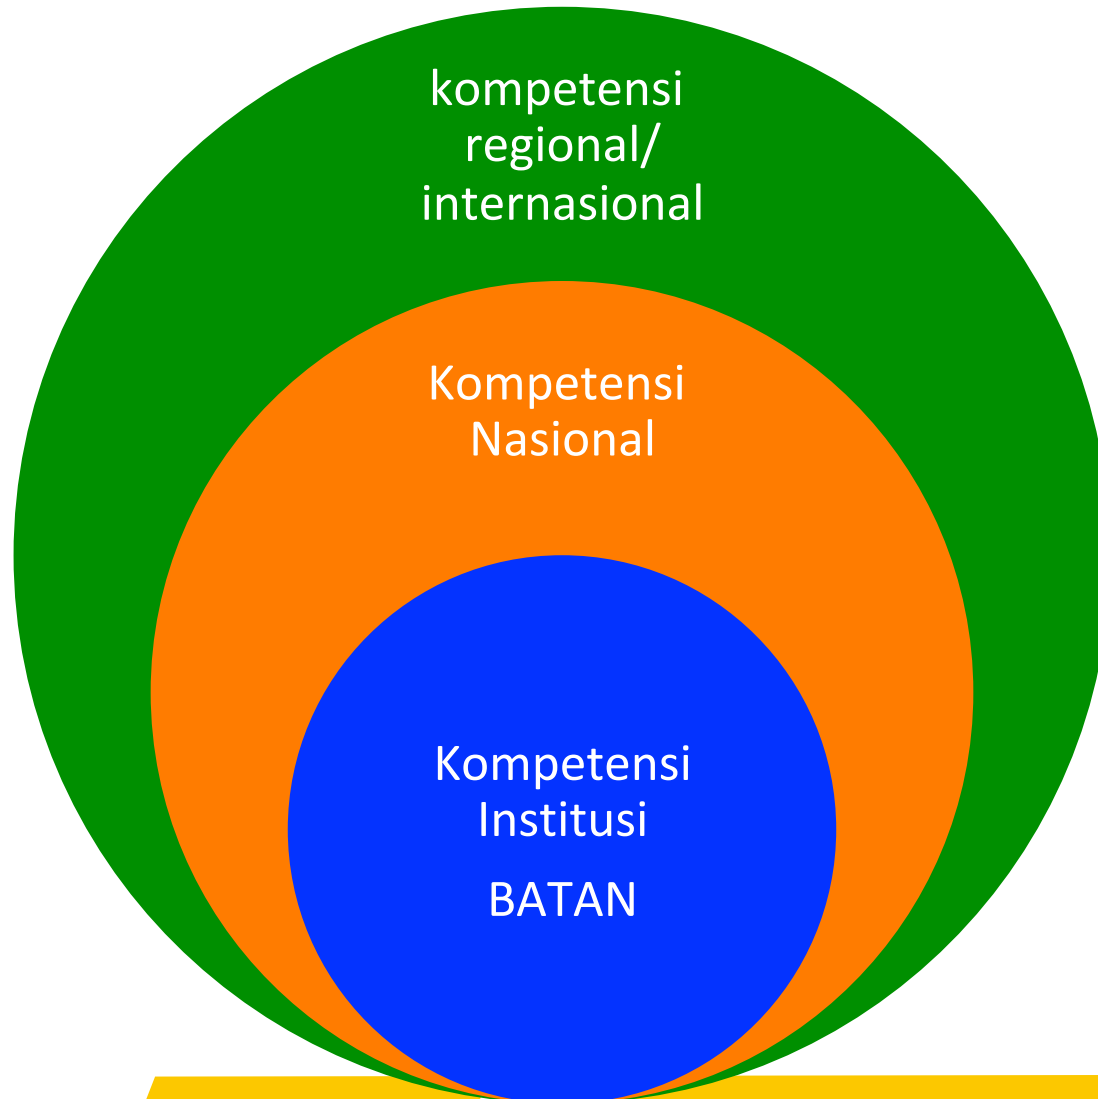 kompetensi
regional/
internasional
Kompetensi
Nasional
Kompetensi
Institusi
BATAN